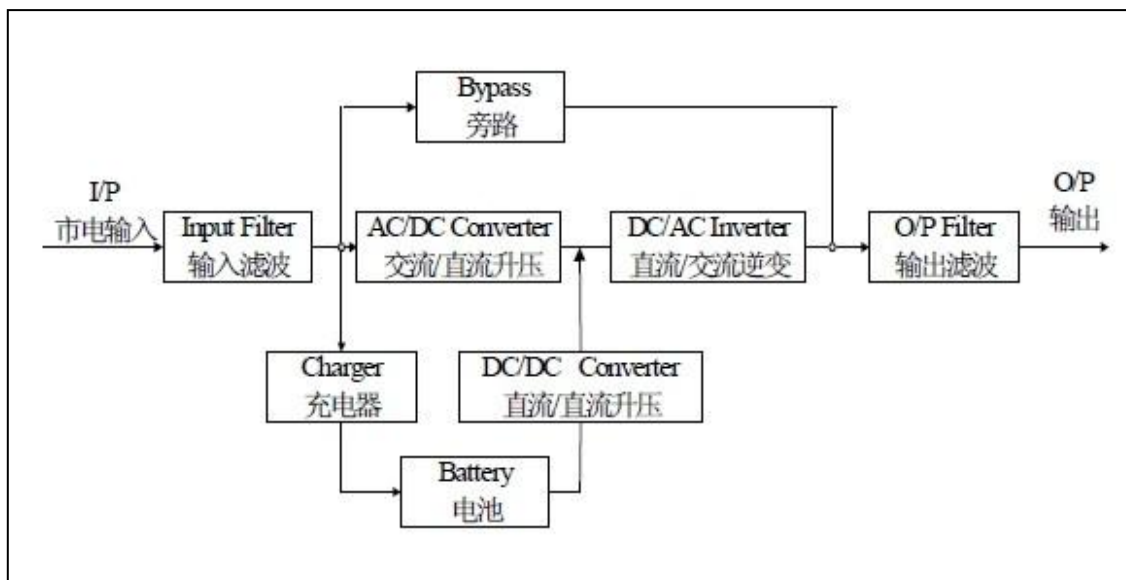 Bypass
旁路
I/P
市电输入
Input Filter
输入滤波
AC/DC Converter
交流/直流升压
DC/AC Inverter
直流/交流逆变
O/P Filter
输出滤波
O/P
输出
Charger
充电器
DC/DC Converter
直流/直流升压
Battery
电池